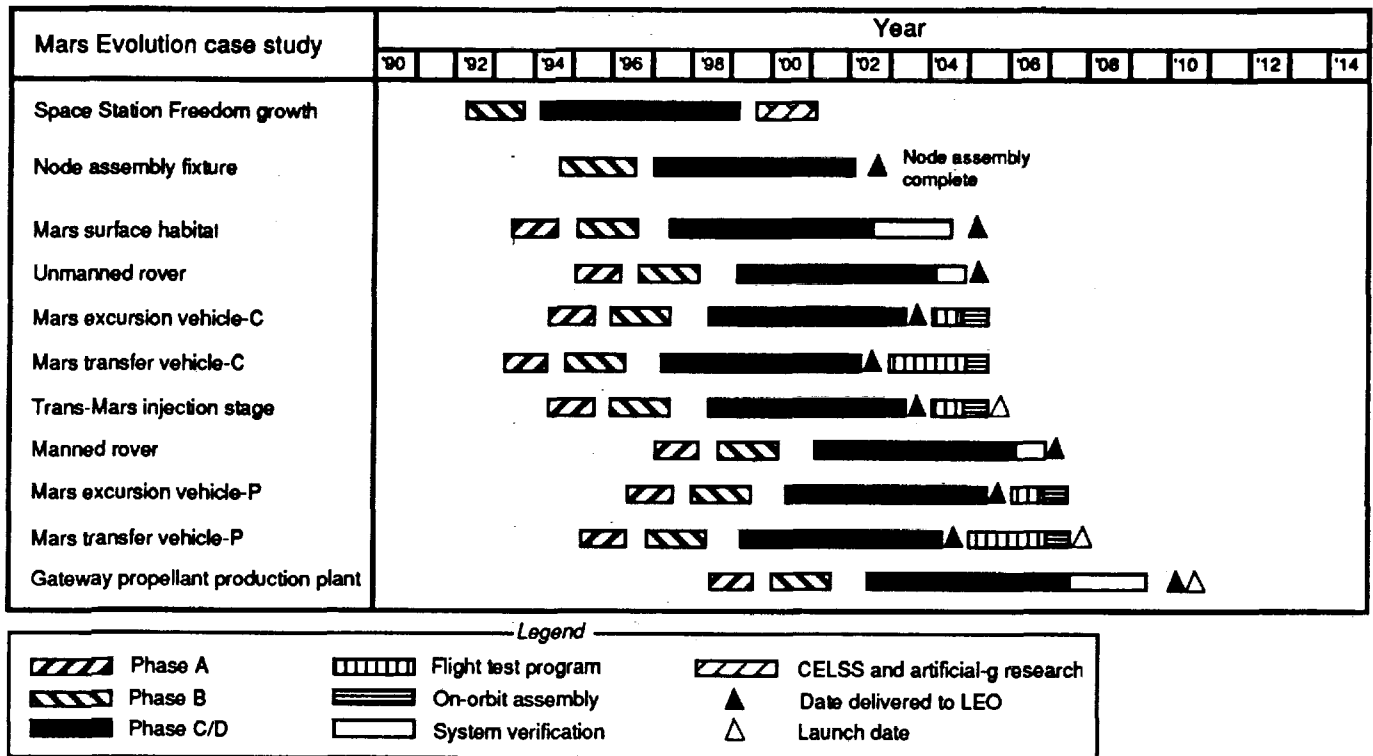 Mars Evolution case study
Year
'90 '92 '94 '96 '98 '00 '02 '04 '06 '08 '10 '12 '14
Space Station Freedom growth
Node assembly fixture
Node assembly
complete
Mars surface habitat
Unmanned rover
Mars excursion vehicle-C
Mars transfer vehicle-C
Trans-Mars injection stage
Manned rover
Mars excursion vehicle-P
Mars transfer vehicle-P
Gateway propellant production plant
Legend
Phase A
Flight test program
CELSS and artificial-g research
Phase B
On-orbit assembly
Date delivered to LEO
Phase C/D
System verification
Launch date